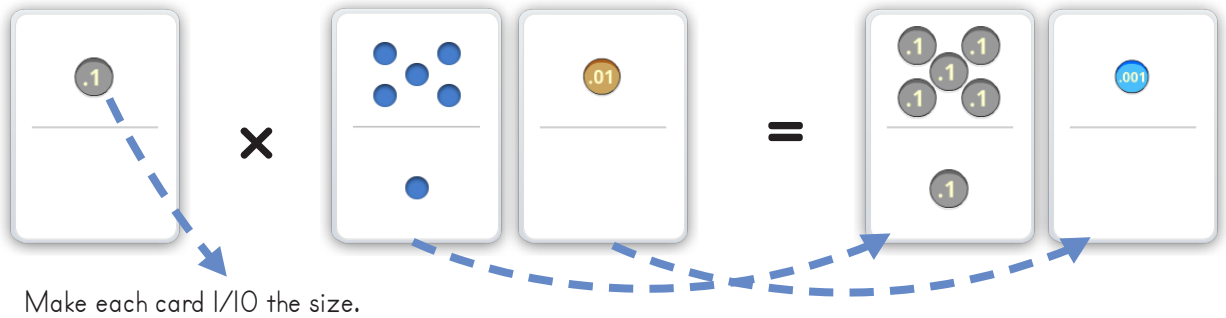 .1 × .01 = .1 .1 .1 .1 .1 .1 .001
Make each card 1/10 the size.